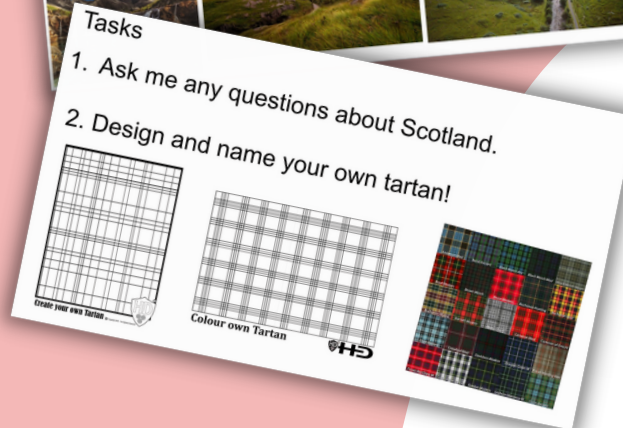 Tasks
1. Ask me any questions about Scotland.
2. Design and name your own tartan!
Create your own Tartan
Colour own Tartan
HD